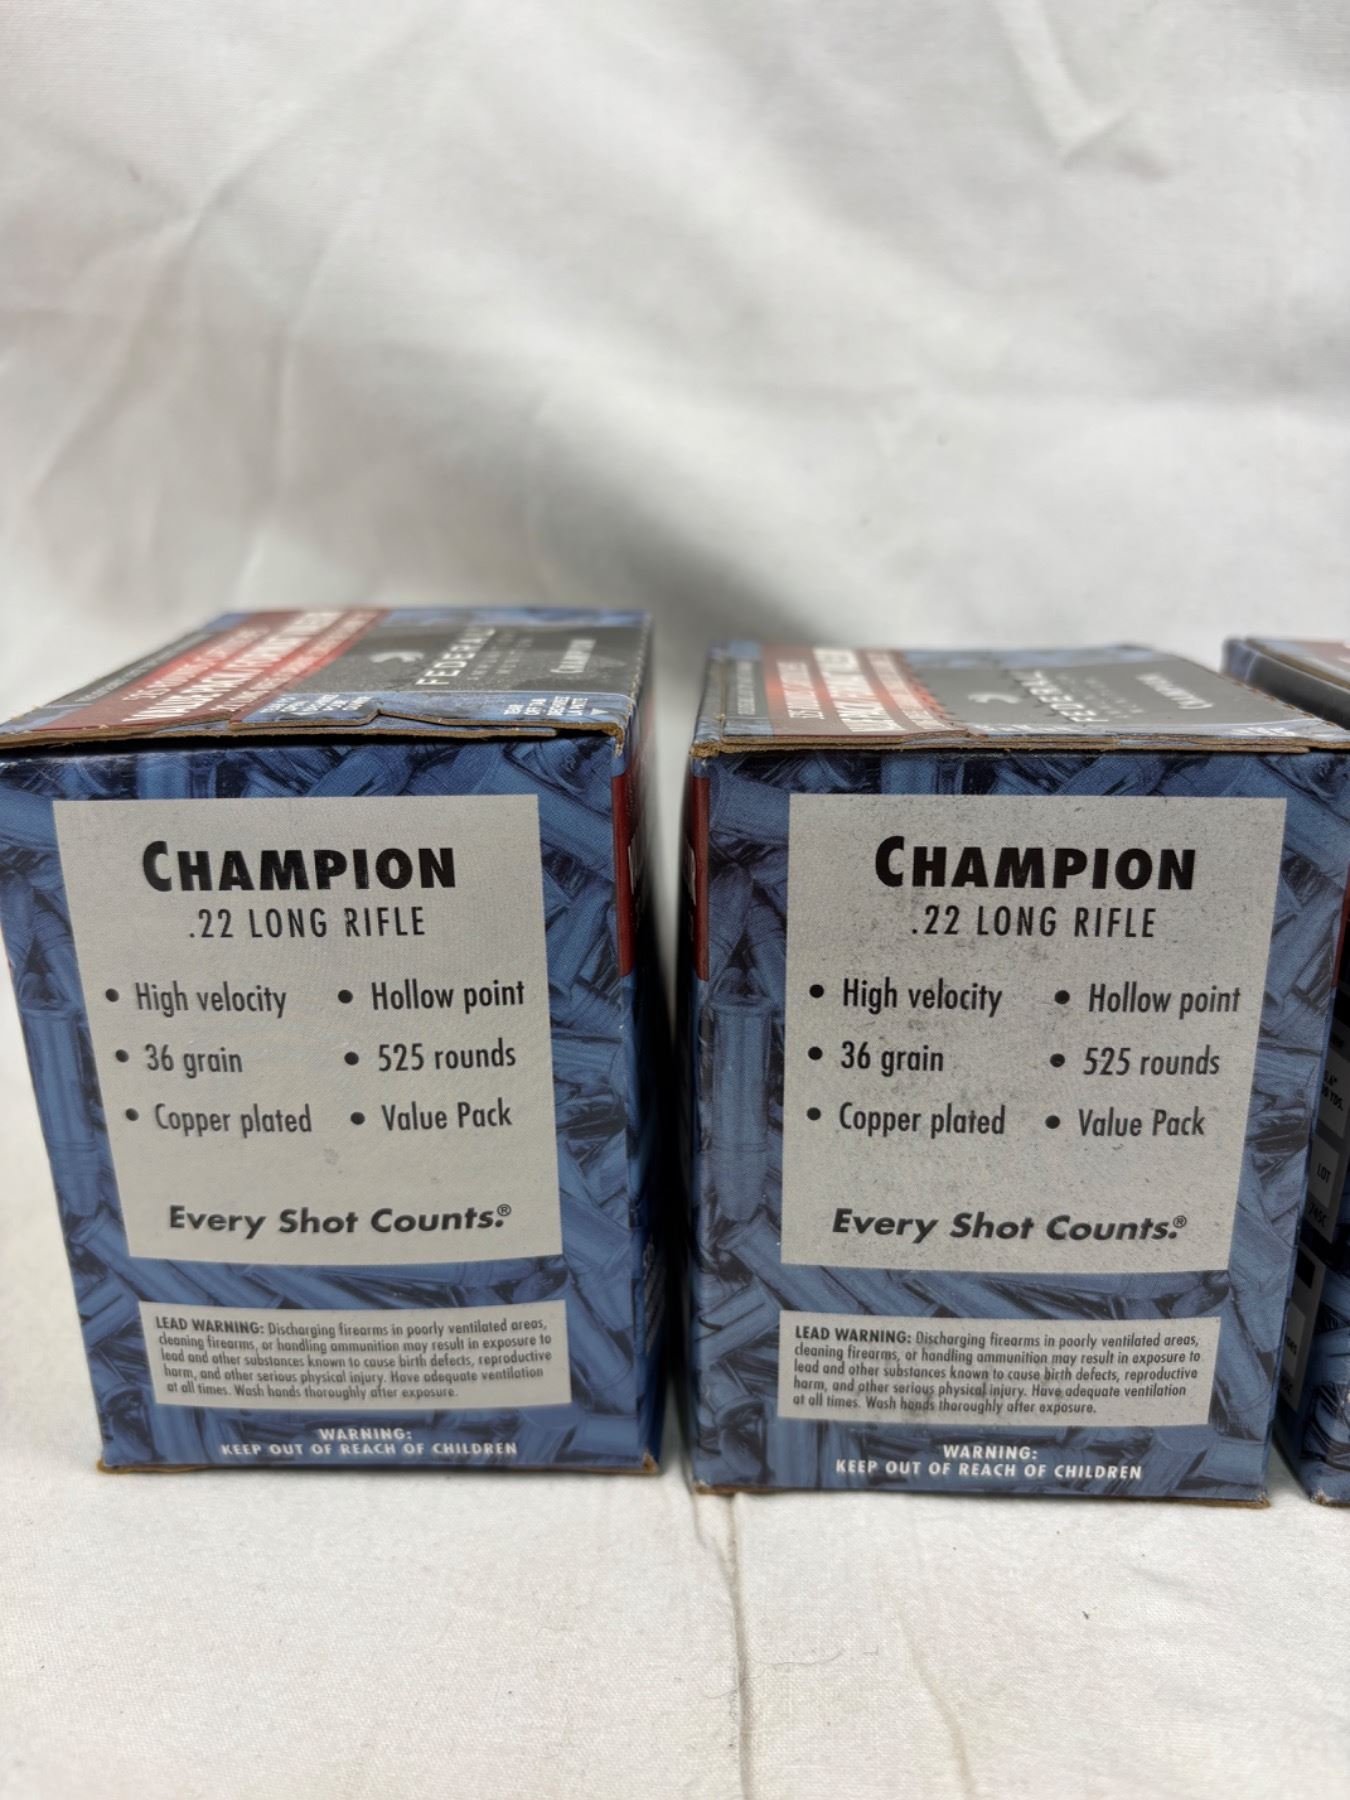 FEDERAL
CHAMPION
CHAMPION
.22 LONG RIFLE
• High velocity • Hollow point
• 36 grain • 525 rounds
• Copper plated • Value Pack
Every Shot Counts.®
LEAD WARNING: Discharging firearms in poorly ventilated areas,
cleaning firearms, or handling ammunition may result in exposure to
lead and other substances known to cause birth defects, reproductive
harm, and other serious physical injury. Have adequate ventilation
at all times. Wash hands thoroughly after exposure.
WARNING:
KEEP OUT OF REACH OF CHILDREN
FEDERAL
CHAMPION
CHAMPION
.22 LONG RIFLE
• High velocity • Hollow point
• 36 grain • 525 rounds
• Copper plated • Value Pack
Every Shot Counts.®
LEAD WARNING: Discharging firearms in poorly ventilated areas,
cleaning firearms, or handling ammunition may result in exposure to
lead and other substances known to cause birth defects, reproductive
harm, and other serious physical injury. Have adequate ventilation
at all times. Wash hands thoroughly after exposure.
WARNING:
KEEP OUT OF REACH OF CHILDREN
LOT